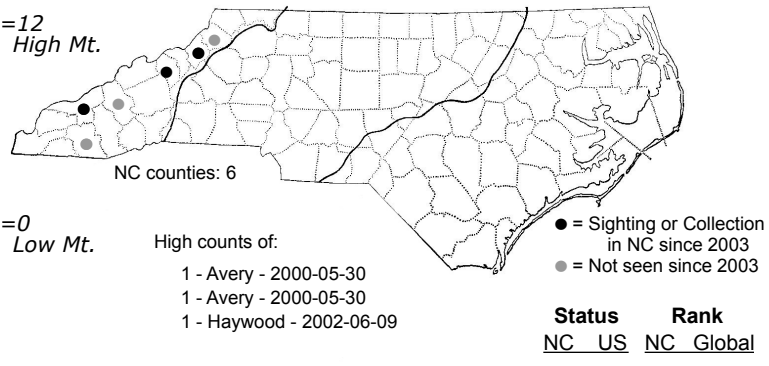 =12
High Mt.
NC counties: 6
=0
Low Mt.
High counts of:
1 - Avery - 2000-05-30
1 - Avery - 2000-05-30
1 - Haywood - 2002-06-09
= Sighting or Collection
in NC since 2003
= Not seen since 2003
Status Rank
NC US NC Global